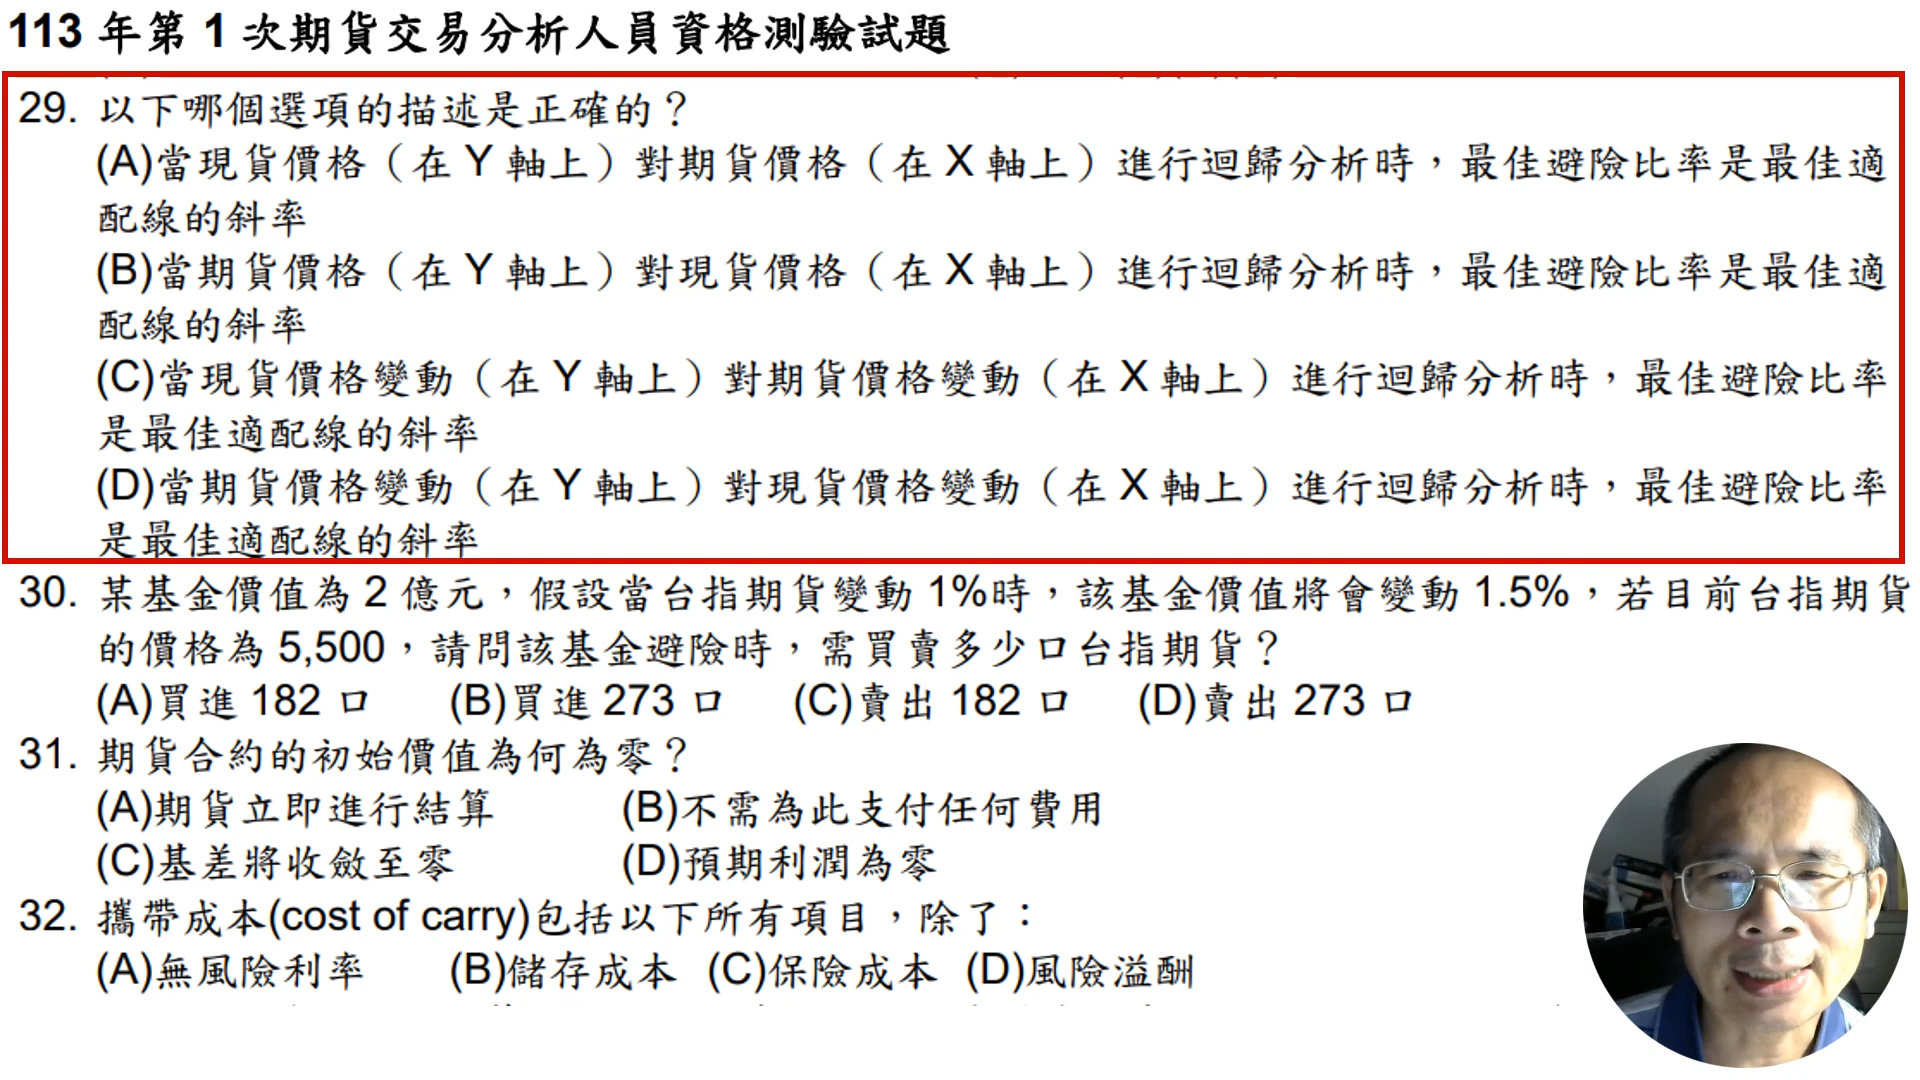 113 年第 1 次期貨交易分析人員資格測驗試題
29. 以下哪個選項的描述是正確的？
(A)當現貨價格（在 Y 軸上）對期貨價格（在 X 軸上）進行迴歸分析時，最佳避險比率是最佳適
配線的斜率
(B)當期貨價格（在 Y 軸上）對現貨價格（在 X 軸上）進行迴歸分析時，最佳避險比率是最佳適
配線的斜率
(C)當現貨價格變動（在 Y 軸上）對期貨價格變動（在 X 軸上）進行迴歸分析時，最佳避險比率
是最佳適配線的斜率
(D)當期貨價格變動（在 Y 軸上）對現貨價格變動（在 X 軸上）進行迴歸分析時，最佳避險比率
是最佳適配線的斜率
30. 某基金價值為 2 億元，假設當台指期貨變動 1%時，該基金價值將會變動 1.5%，若目前台指期貨
的價格為 5,500，請問該基金避險時，需買賣多少口台指期貨？
(A)買進 182 口 (B)買進 273 口 (C)賣出 182 口 (D)賣出 273 口
31. 期貨合約的初始價值為何為零？
(A)期貨立即進行結算 (B)不需為此支付任何費用
(C)基差將收斂至零 (D)預期利潤為零
32. 攜帶成本(cost of carry)包括以下所有項目，除了：
(A)無風險利率 (B)儲存成本 (C)保險成本 (D)風險溢酬